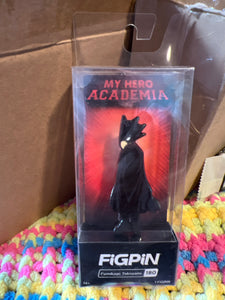 MY HERO
ACADEMIA
FiGPiN
Fumikage Tokoyami 180